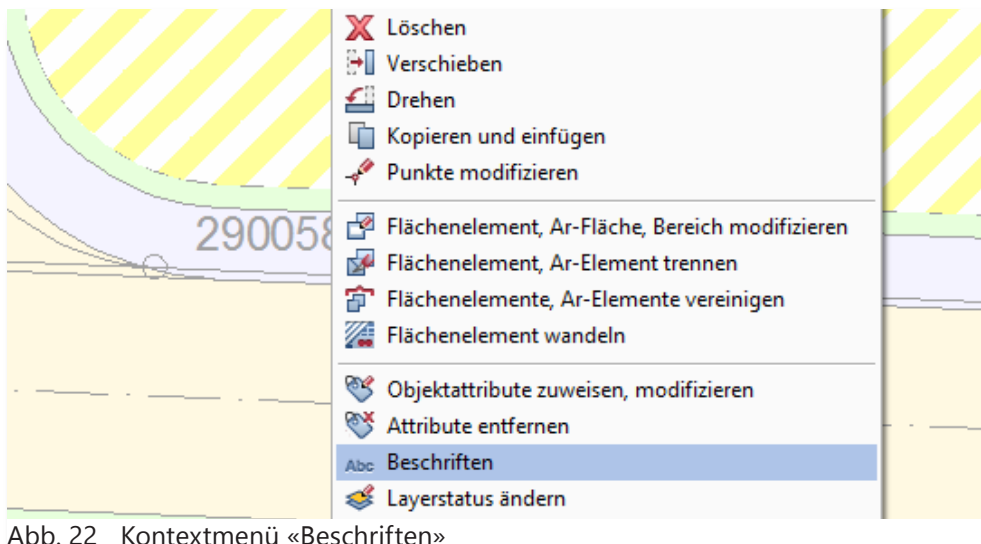 Löschen
Verschieben
Drehen
Kopieren und einfügen
Punkte modifizieren
290058
Flächenelement, Ar-Fläche, Bereich modifizieren
Flächenelement, Ar-Element trennen
Flächenelemente, Ar-Elemente vereinigen
Flächenelement wandeln
Objektattribute zuweisen, modifizieren
Attribute entfernen
Abc Beschriften
Layerstatus ändern
Abb. 22 Kontextmenü «Beschriften»